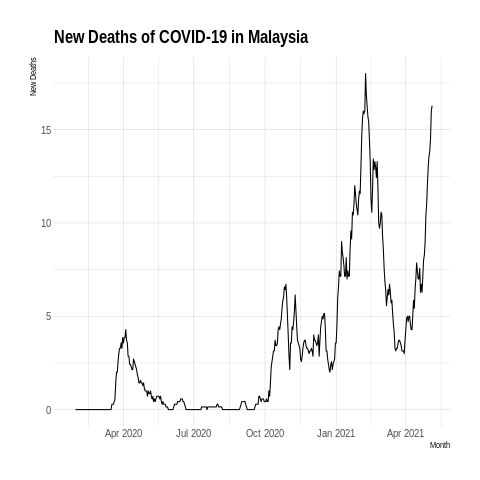 New Deaths of COVID-19 in Malaysia
New Deaths
15
10
5
0
Apr 2020
Jul 2020
Oct 2020
Jan 2021
Apr 2021
Month